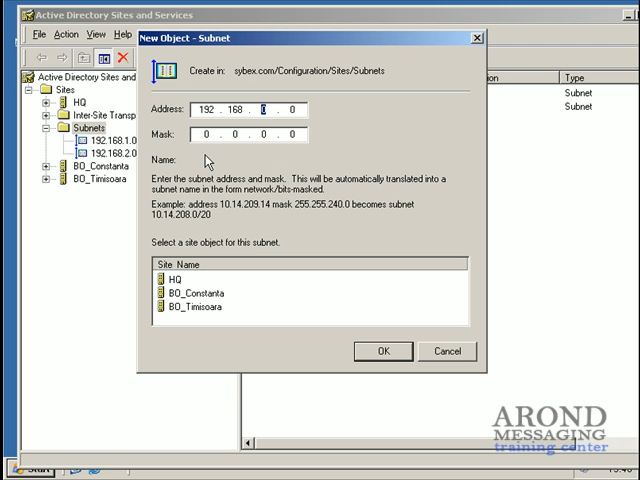 Active Directory Sites and Services
File Action View Help
New Object - Subnet
Create in: sybex.com/Configuration/Sites/Subnets
Address: 192 . 168 . 0 . 0
Mask: 0 . 0 . 0 . 0
Name:
Enter the subnet address and mask. This will be automatically translated into a
subnet name in the form network/bits-masked.
Example: address 10.14.209.14 mask 255.255.240.0 becomes subnet
10.14.208.0/20
Select a site object for this subnet.
Site Name
HQ
BO_Constanta
BO_Timisoara
OK Cancel
Active Directory Sites and
Sites
HQ
Inter-Site Transp
Subnets
192.168.1.0
192.168.2.0
BO_Constanta
BO_Timisoara
Type
Subnet
Subnet
AROND
MESSAGING
training center
Start